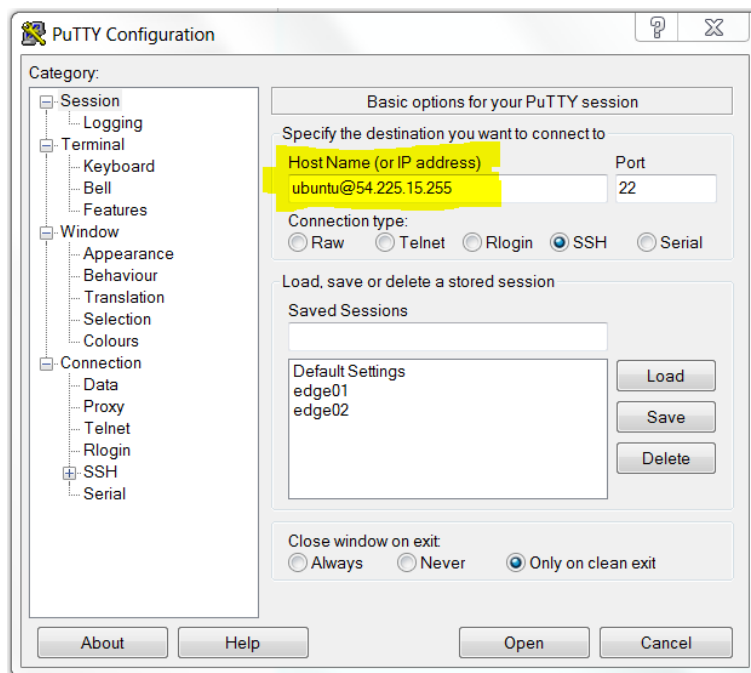 PuTTY Configuration
Category:
Session
Logging
Terminal
Keyboard
Bell
Features
Window
Appearance
Behaviour
Translation
Selection
Colours
Connection
Data
Proxy
Telnet
Rlogin
SSH
Serial
Basic options for your PuTTY session
Specify the destination you want to connect to
Host Name (or IP address) Port
ubuntu@54.225.15.255 22
Connection type:
Raw Telnet Rlogin SSH Serial
Load, save or delete a stored session
Saved Sessions
Default Settings
edge01
edge02
Load
Save
Delete
Close window on exit:
Always Never Only on clean exit
About Help Open Cancel